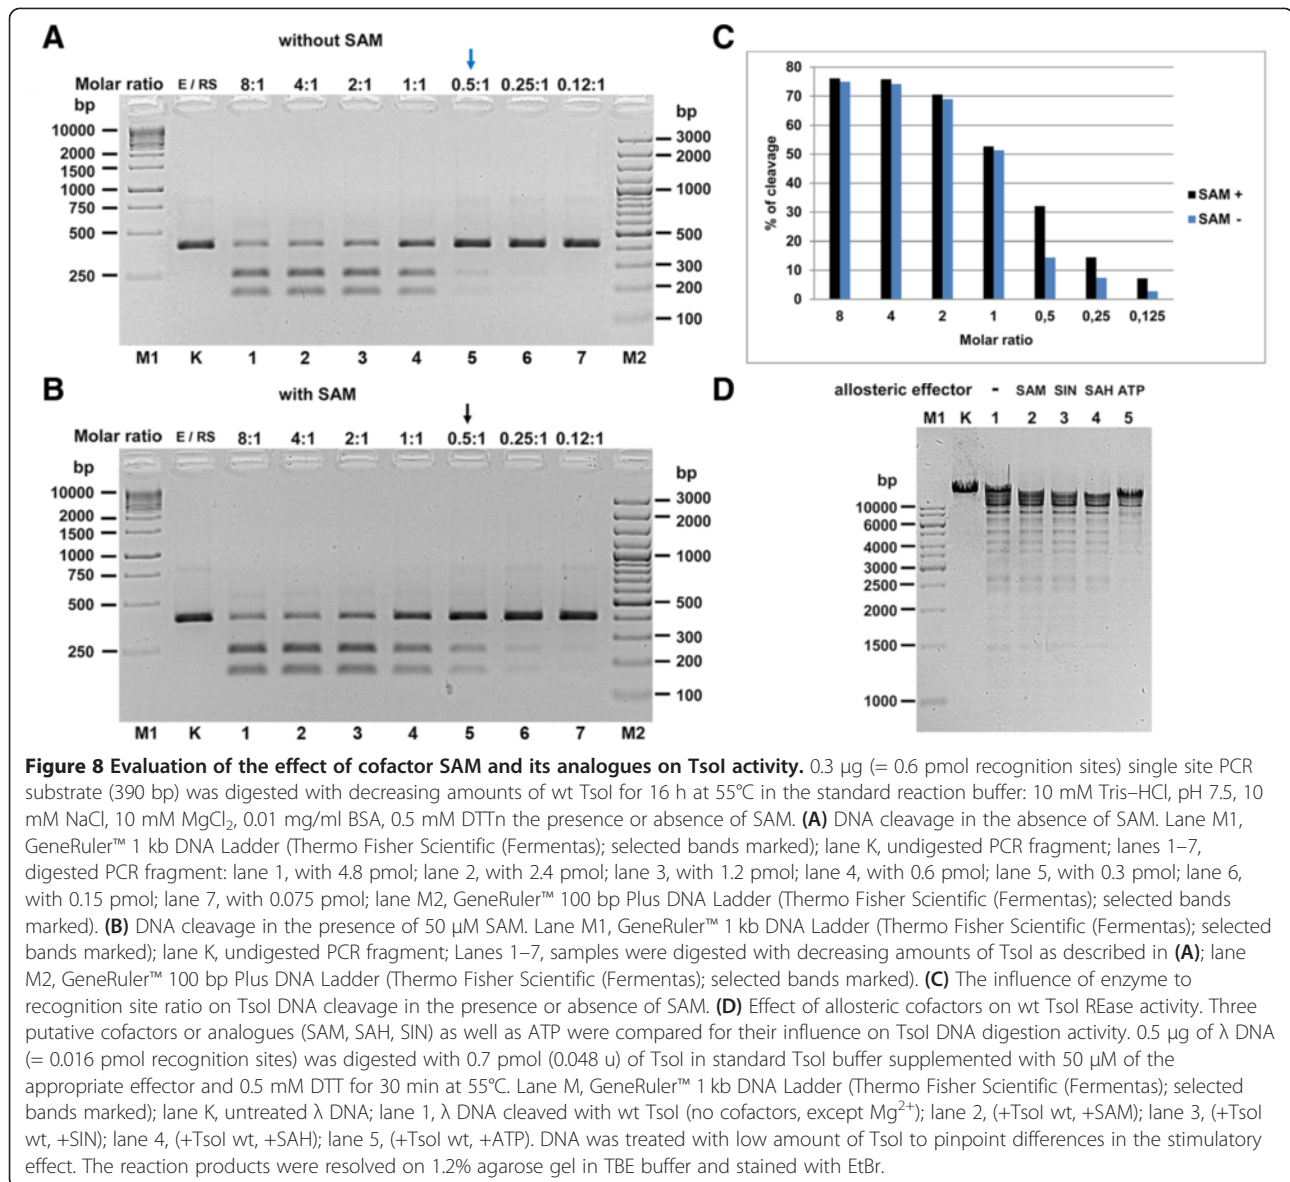 A
without SAM
Molar ratio E / RS 8:1 4:1 2:1 1:1 0.5:1 0.25:1 0.12:1
bp
bp
10000
2000
1500
1000
750
500
250
3000
2000
1000
500
300
200
100
M1 K 1 2 3 4 5 6 7 M2
B
with SAM
Molar ratio E / RS 8:1 4:1 2:1 1:1 0.5:1 0.25:1 0.12:1
bp
bp
10000
2000
1500
1000
750
500
250
3000
2000
1000
500
300
200
100
M1 K 1 2 3 4 5 6 7 M2
C
% of cleavage
80
70
60
50
40
30
20
10
0
8 4 2 1 0,5 0,25 0,125
Molar ratio
SAM +
SAM -
D
allosteric effector - SAM SIN SAH ATP
M1 K 1 2 3 4 5
bp
10000
6000
4000
3000
2500
2000
1500
1000
Figure 8 Evaluation of the effect of cofactor SAM and its analogues on TsoI activity. 0.3 μg (= 0.6 pmol recognition sites) single site PCR
substrate (390 bp) was digested with decreasing amounts of wt TsoI for 16 h at 55°C in the standard reaction buffer: 10 mM Tris–HCl, pH 7.5, 10
mM NaCl, 10 mM MgCl₂, 0.01 mg/ml BSA, 0.5 mM DTTn the presence or absence of SAM. (A) DNA cleavage in the absence of SAM. Lane M1,
GeneRuler™ 1 kb DNA Ladder (Thermo Fisher Scientific (Fermentas); selected bands marked); lane K, undigested PCR fragment; lanes 1–7,
digested PCR fragment: lane 1, with 4.8 pmol; lane 2, with 2.4 pmol; lane 3, with 1.2 pmol; lane 4, with 0.6 pmol; lane 5, with 0.3 pmol; lane 6,
with 0.15 pmol; lane 7, with 0.075 pmol; lane M2, GeneRuler™ 100 bp Plus DNA Ladder (Thermo Fisher Scientific (Fermentas); selected bands
marked). (B) DNA cleavage in the presence of 50 μM SAM. Lane M1, GeneRuler™ 1 kb DNA Ladder (Thermo Fisher Scientific (Fermentas); selected
bands marked); lane K, undigested PCR fragment; Lanes 1–7, samples were digested with decreasing amounts of TsoI as described in (A); lane
M2, GeneRuler™ 100 bp Plus DNA Ladder (Thermo Fisher Scientific (Fermentas); selected bands marked). (C) The influence of enzyme to
recognition site ratio on TsoI DNA cleavage in the presence or absence of SAM. (D) Effect of allosteric cofactors on wt TsoI REase activity. Three
putative cofactors or analogues (SAM, SAH, SIN) as well as ATP were compared for their influence on TsoI DNA digestion activity. 0.5 μg of λ DNA
(= 0.016 pmol recognition sites) was digested with 0.7 pmol (0.048 u) of TsoI in standard TsoI buffer supplemented with 50 μM of the
appropriate effector and 0.5 mM DTT for 30 min at 55°C. Lane M, GeneRuler™ 1 kb DNA Ladder (Thermo Fisher Scientific (Fermentas); selected
bands marked); lane K, untreated λ DNA; lane 1, λ DNA cleaved with wt TsoI (no cofactors, except Mg²⁺); lane 2, (+TsoI wt, +SAM); lane 3, (+TsoI
wt, +SIN); lane 4, (+TsoI wt, +SAH); lane 5, (+TsoI wt, +ATP). DNA was treated with low amount of TsoI to pinpoint differences in the stimulatory
effect. The reaction products were resolved on 1.2% agarose gel in TBE buffer and stained with EtBr.